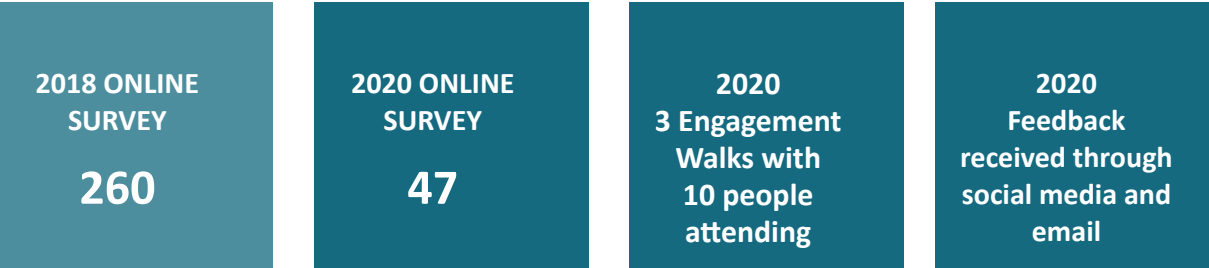 2018 ONLINE
SURVEY
260
2020 ONLINE
SURVEY
47
2020
3 Engagement
Walks with
10 people
attending
2020
Feedback
received through
social media and
email